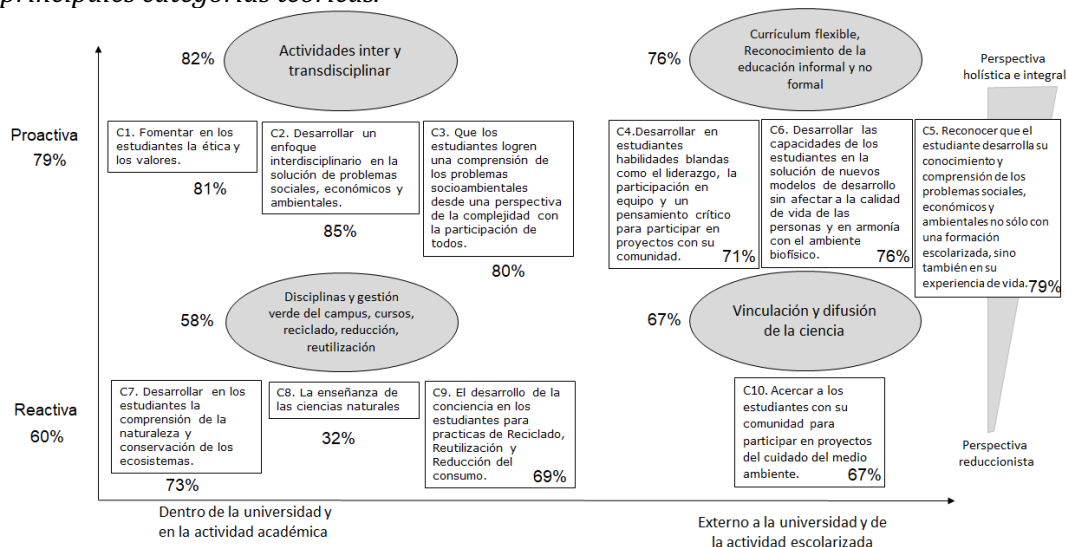 principales categorías teóricas.
82%
Actividades inter y
transdisciplinar
76%
Currículum flexible,
Reconocimiento de la
educación informal y no
formal
Perspectiva
holística e integral
Proactiva
79%
C1. Fomentar en los
estudiantes la ética y
los valores.
81%
C2. Desarrollar un
enfoque
interdisciplinario en la
solución de problemas
sociales, económicos y
ambientales.
85%
C3. Que los
estudiantes logren
una comprensión de
los problemas
socioambientales
desde una perspectiva
de la complejidad con
la participación de
todos.
80%
C4.Desarrollar en
estudiantes
habilidades blandas
como el liderazgo, la
participación en
equipo y un
pensamiento crítico
para participar en
proyectos con su
comunidad.
71%
C6. Desarrollar las
capacidades de los
estudiantes en la
solución de nuevos
modelos de desarrollo
sin afectar a la calidad
de vida de las
personas y en armonía
con el ambiente
biofísico.
76%
C5. Reconocer que el
estudiante desarrolla su
conocimiento y
comprensión de los
problemas sociales,
económicos y
ambientales no sólo con
una formación
escolarizada, sino
también en su
experiencia de vida.
79%
58%
Disciplinas y gestión
verde del campus, cursos,
reciclado, reducción,
reutilización
67%
Vinculación y difusión
de la ciencia
Reactiva
60%
C7. Desarrollar en los
estudiantes la
comprensión de la
naturaleza y
conservación de los
ecosistemas.
73%
C8. La enseñanza de
las ciencias naturales
32%
C9. El desarrollo de la
conciencia en los
estudiantes para
practicas de Reciclado,
Reutilización y
Reducción del
consumo.
69%
C10. Acercar a los
estudiantes con su
comunidad para
participar en proyectos
del cuidado del medio
ambiente.
67%
Perspectiva
reduccionista
Dentro de la universidad y
en la actividad académica
Externo a la universidad y de
la actividad escolarizada